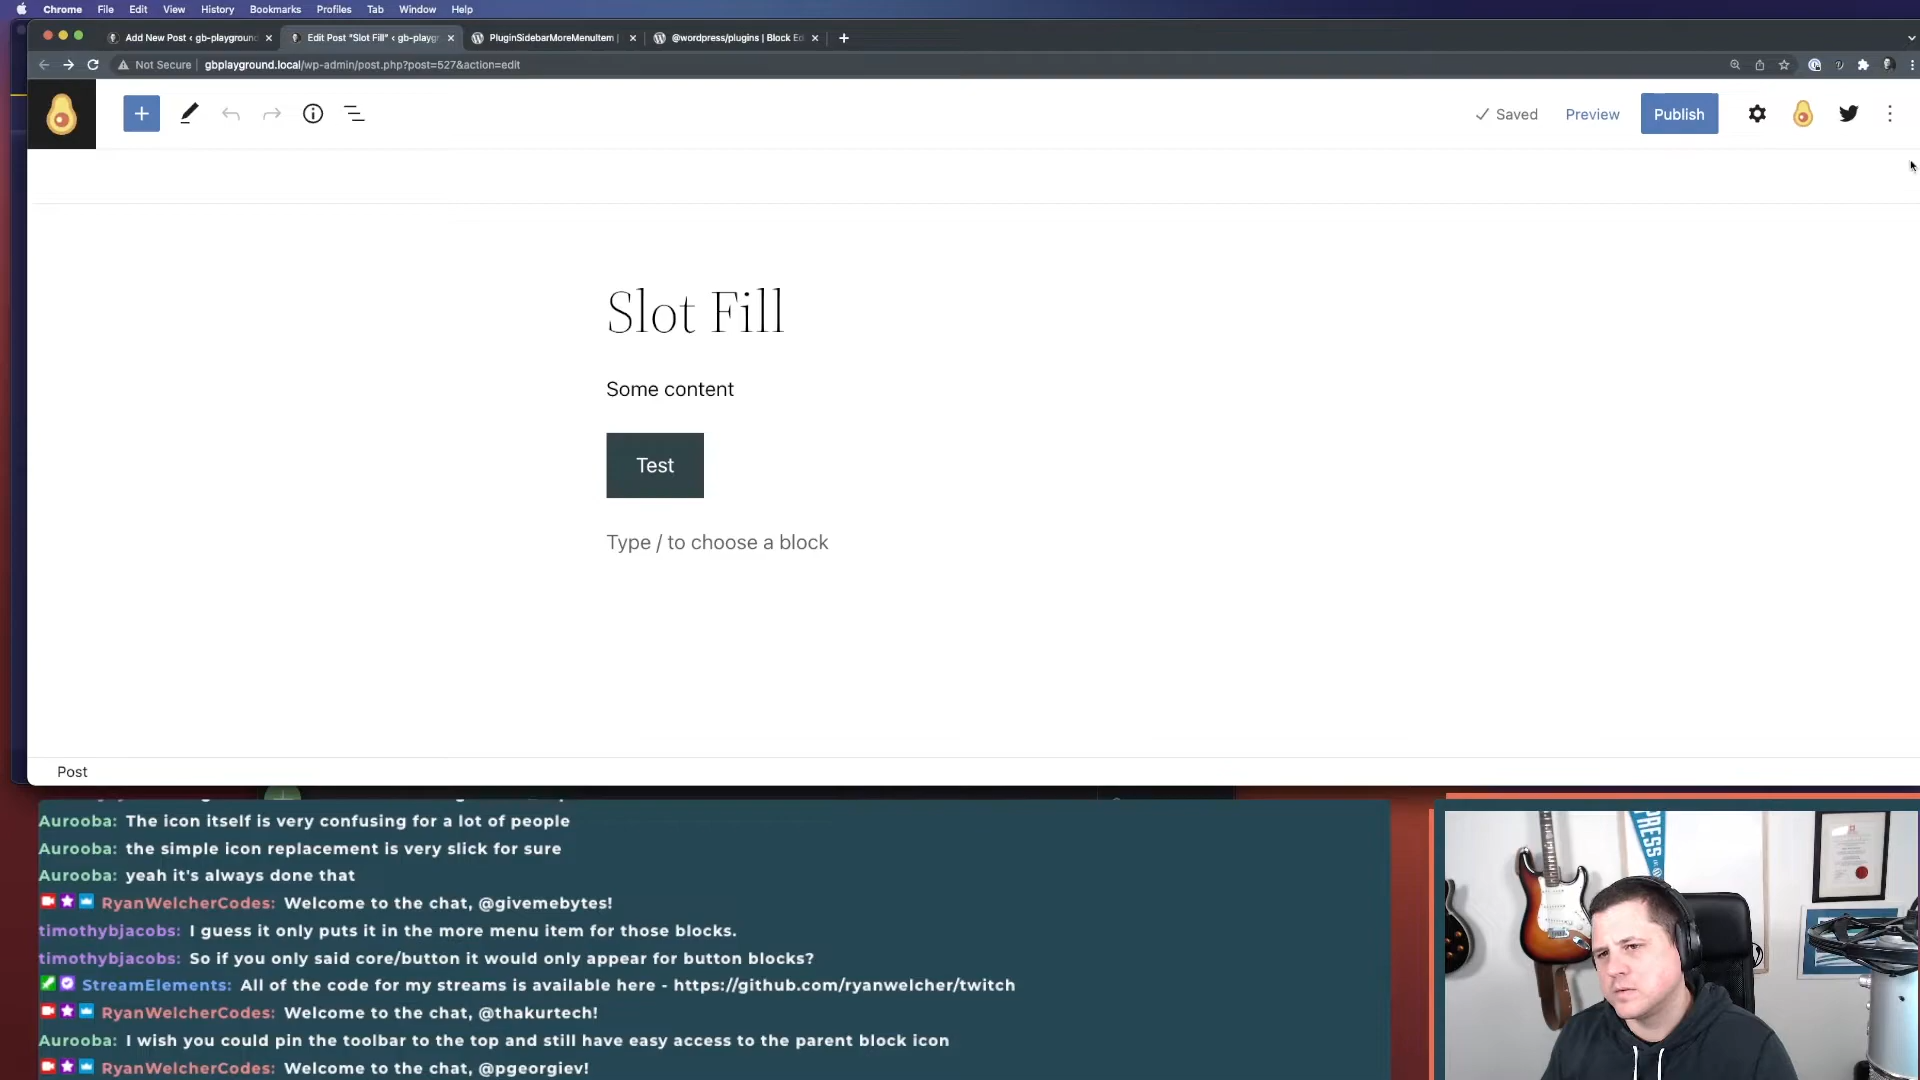 Chrome File Edit View History Bookmarks Profiles Tab Window Help
Add New Post ‹ gb-playground
Edit Post "Slot Fill" ‹ gb-playg
PluginSidebarMoreMenuItem |
@wordpress/plugins | Block Ed
Not Secure | gbplayground.local/wp-admin/post.php?post=527&action=edit
Saved Preview Publish
Slot Fill
Some content
Test
Type / to choose a block
Post
Aurooba: The icon itself is very confusing for a lot of people
Aurooba: the simple icon replacement is very slick for sure
Aurooba: yeah it's always done that
RyanWelcherCodes: Welcome to the chat, @givemebytes!
timothybjacobs: I guess it only puts it in the more menu item for those blocks.
timothybjacobs: So if you only said core/button it would only appear for button blocks?
StreamElements: All of the code for my streams is available here - https://github.com/ryanwelcher/twitch
RyanWelcherCodes: Welcome to the chat, @thakurtech!
Aurooba: I wish you could pin the toolbar to the top and still have easy access to the parent block icon
RyanWelcherCodes: Welcome to the chat, @pgeorgiev!
PRESS